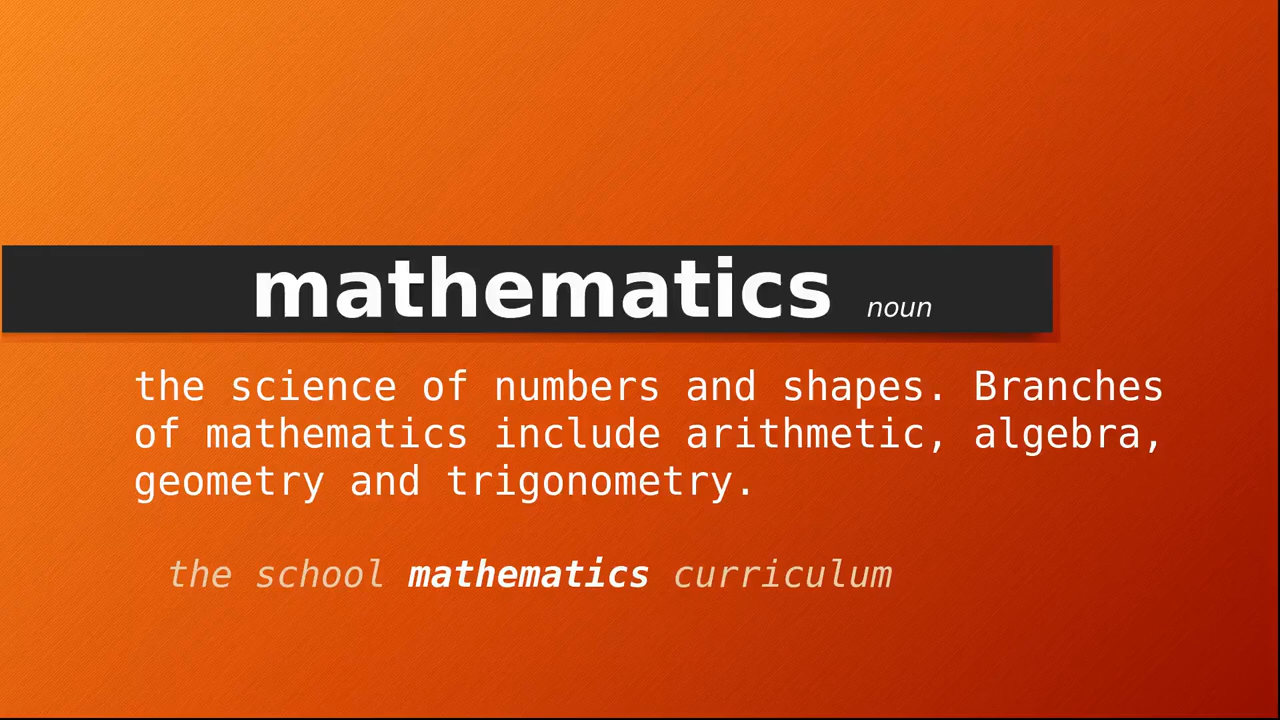 mathematics noun
the science of numbers and shapes. Branches
of mathematics include arithmetic, algebra,
geometry and trigonometry.
the school mathematics curriculum